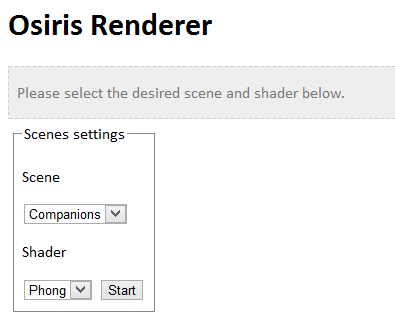 Osiris Renderer
Please select the desired scene and shader below.
Scenes settings
Scene
Companions
Shader
Phong Start